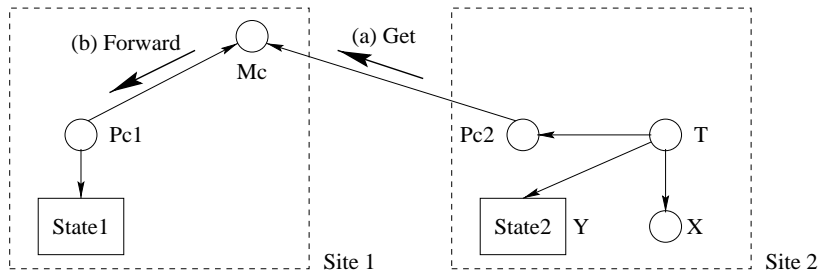 (b) Forward
(a) Get
Mc
Pc1
Pc2
T
State1
State2
Y
X
Site 1
Site 2